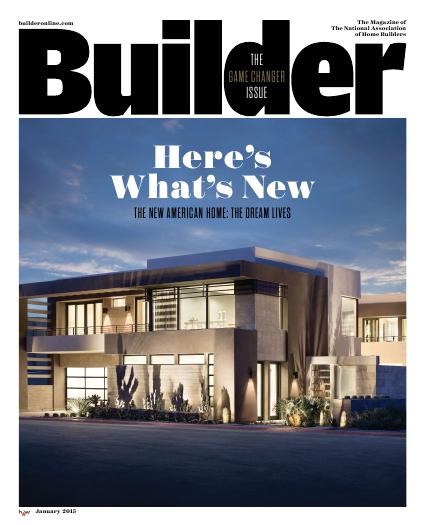 builderonline.com
The Magazine of
The National Association
of Home Builders
Builder
THE
GAME CHANGER
ISSUE
Here's
What's New
THE NEW AMERICAN HOME: THE DREAM LIVES
January 2015